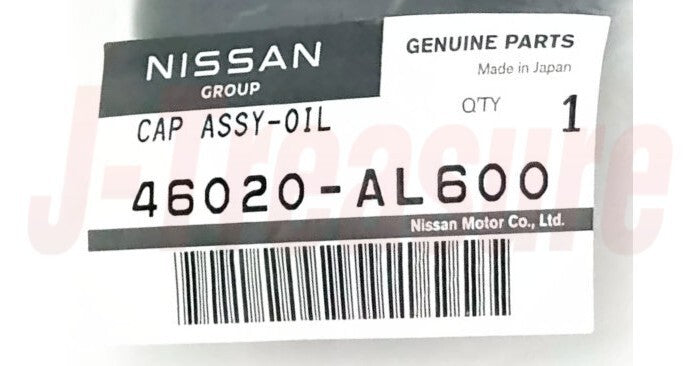 NISSAN
GROUP
GENUINE PARTS
Made in Japan
CAP ASSY-OIL
Q'TY 1
46020-AL600
Nissan Motor Co., Ltd.
J-Treasure